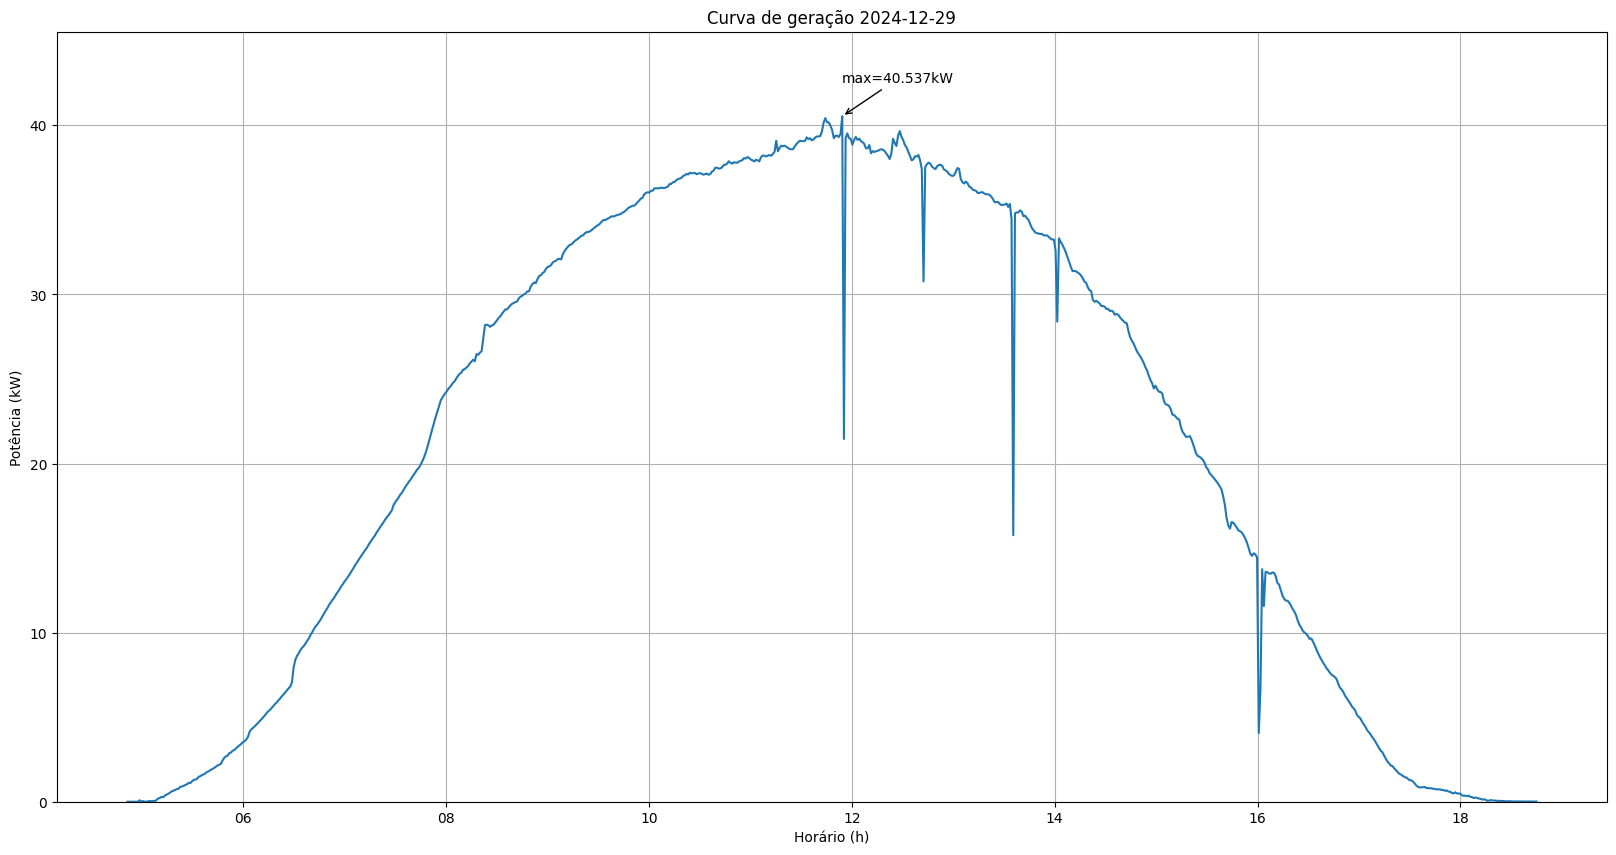 Curva de geração 2024-12-29
max=40.537kW
Potência (kW)
40
30
20
10
0
06 08 10 12 14 16 18
Horário (h)